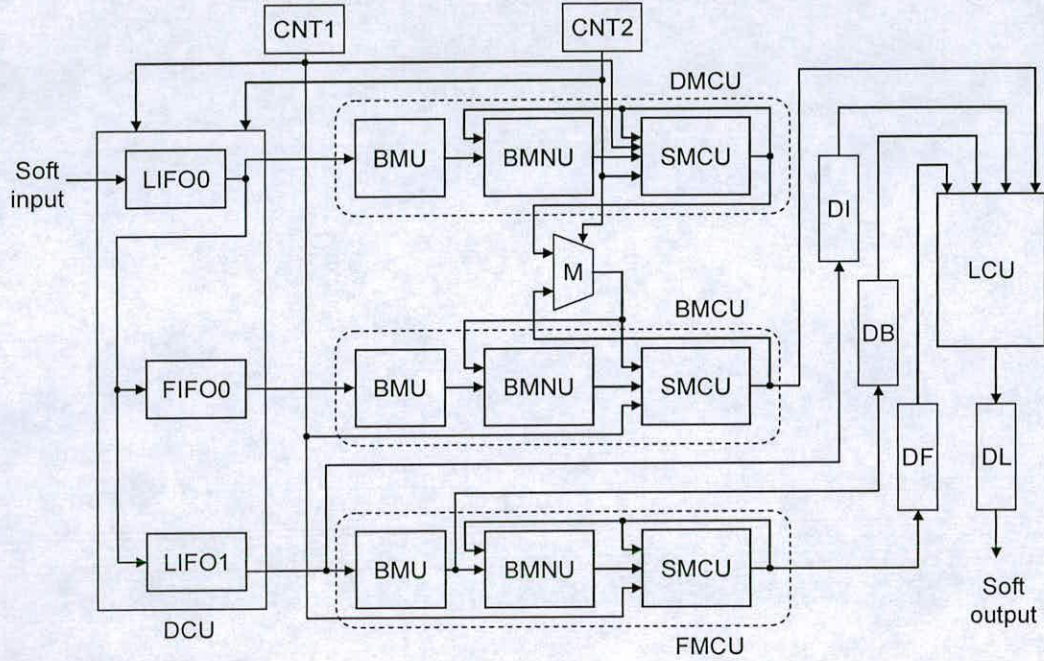 CNT1
CNT2
DMCU
Soft
input
LIFO0
BMU
BMNU
SMCU
DI
LCU
M
BMCU
DB
FIFO0
BMU
BMNU
SMCU
DF
DL
LIFO1
BMU
BMNU
SMCU
Soft
output
DCU
FMCU